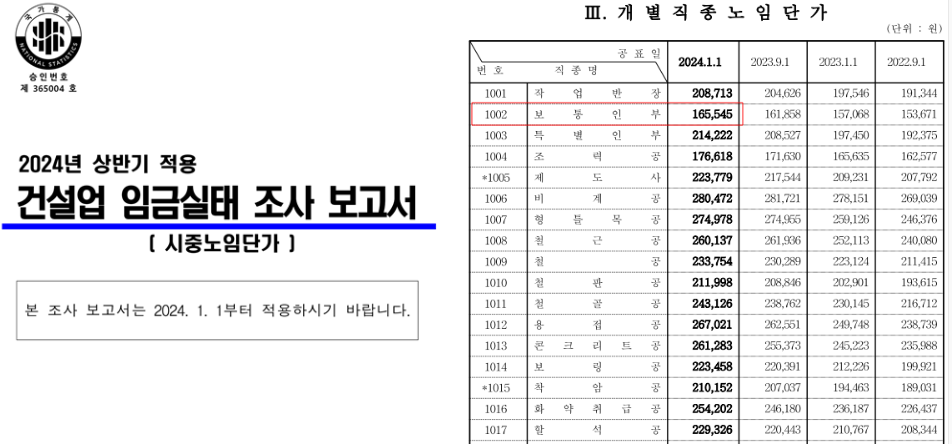 국가통계
NATIONAL STATISTICS
승인번호
제 365004 호
2024년 상반기 적용
건설업 임금실태 조사 보고서
( 시중노임단가 )
본 조사 보고서는 2024. 1. 1부터 적용하시기 바랍니다.
Ⅲ. 개 별 직 종 노 임 단 가
(단위 : 원)
공 표 일
번 호 직 종 명 2024.1.1 2023.9.1 2023.1.1 2022.9.1
1001 작 업 반 장 208,713 204,626 197,546 191,344
1002 보 통 인 부 165,545 161,858 157,068 153,671
1003 특 별 인 부 214,222 208,527 197,450 192,375
1004 조 력 공 176,618 171,630 165,635 162,577
*1005 제 도 사 223,779 217,544 209,231 207,792
1006 비 계 공 280,472 281,721 278,151 269,039
1007 형 틀 목 공 274,978 274,955 259,126 246,376
1008 철 근 공 260,137 261,936 252,113 240,080
1009 철 공 233,754 230,289 223,124 211,415
1010 철 판 공 211,998 208,846 202,901 193,615
1011 철 골 공 243,126 238,762 230,145 216,712
1012 용 접 공 267,021 262,551 249,748 238,739
1013 콘 크 리 트 공 261,283 255,373 245,223 235,988
1014 보 링 공 223,458 220,391 212,226 199,921
*1015 착 암 공 210,152 207,037 194,463 189,031
1016 화 약 취 급 공 254,202 246,180 236,187 226,437
1017 할 석 공 229,326 220,443 210,767 208,344